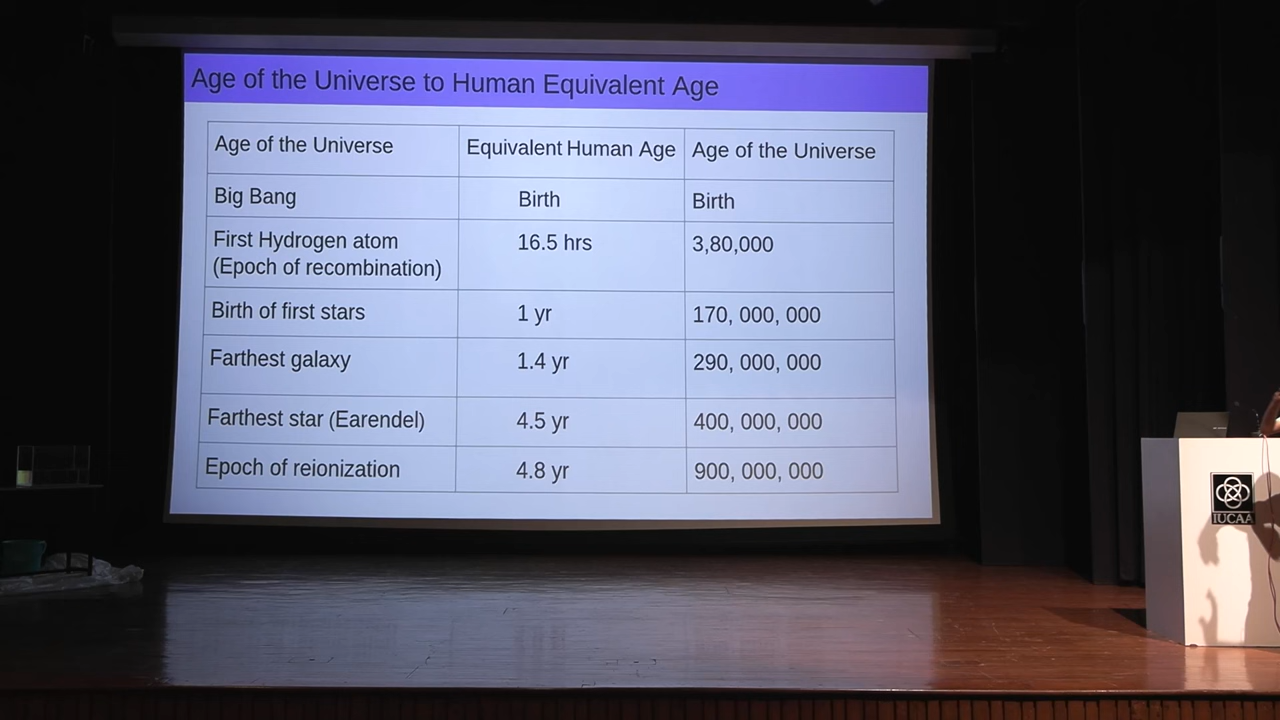 Age of the Universe to Human Equivalent Age
Age of the Universe Equivalent Human Age Age of the Universe
Big Bang Birth Birth
First Hydrogen atom 16.5 hrs 3,80,000
(Epoch of recombination)
Birth of first stars 1 yr 170, 000, 000
Farthest galaxy 1.4 yr 290, 000, 000
Farthest star (Earendel) 4.5 yr 400, 000, 000
Epoch of reionization 4.8 yr 900, 000, 000
IUCAA